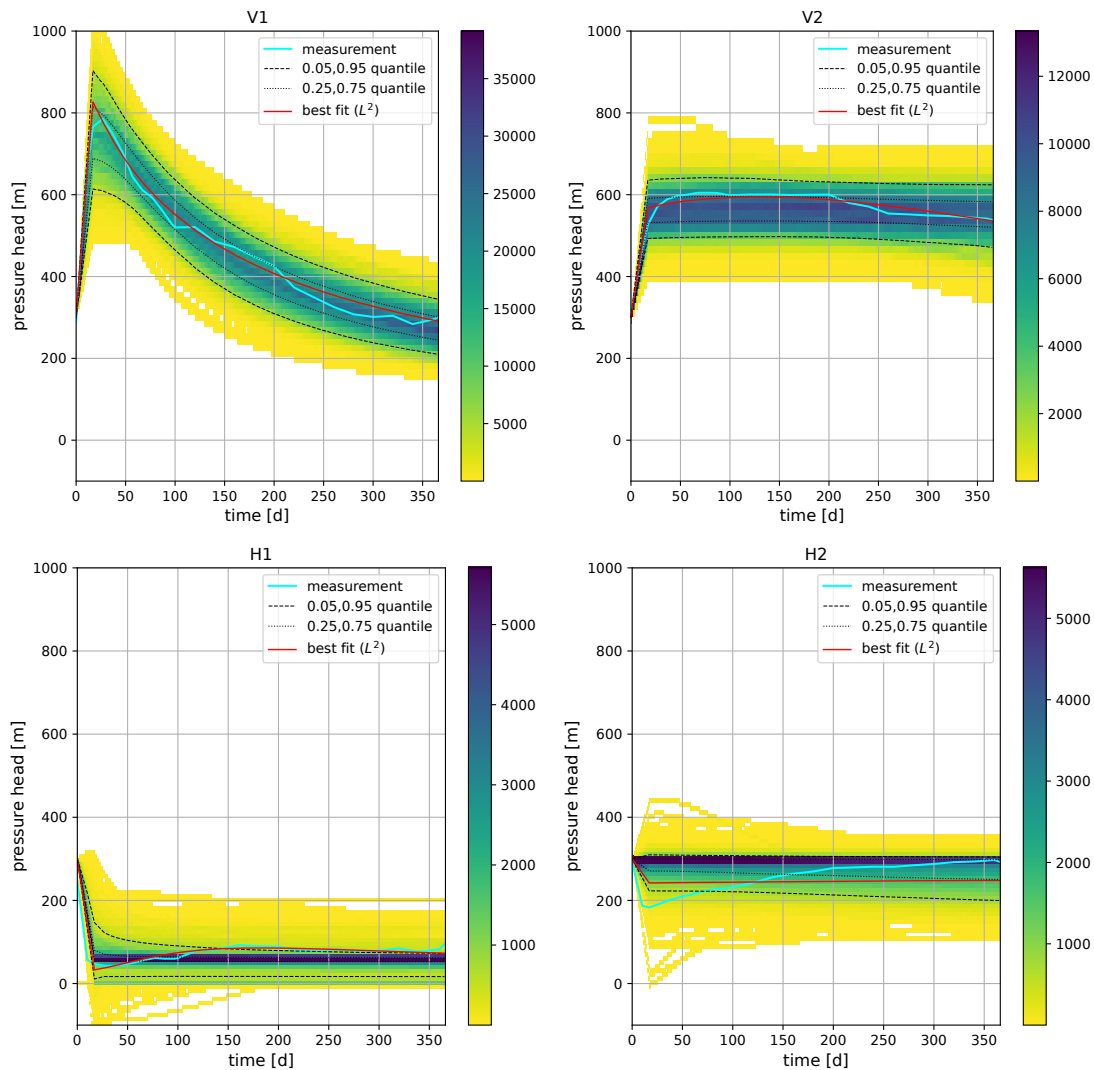 V1
1000
800
600
400
200
0
pressure head [m]
0 50 100 150 200 250 300 350
time [d]
measurement
0.05,0.95 quantile
0.25,0.75 quantile
best fit (L²)
35000
30000
25000
20000
15000
10000
5000
V2
1000
800
600
400
200
0
pressure head [m]
0 50 100 150 200 250 300 350
time [d]
measurement
0.05,0.95 quantile
0.25,0.75 quantile
best fit (L²)
12000
10000
8000
6000
4000
2000
H1
1000
800
600
400
200
0
pressure head [m]
0 50 100 150 200 250 300 350
time [d]
measurement
0.05,0.95 quantile
0.25,0.75 quantile
best fit (L²)
5000
4000
3000
2000
1000
H2
1000
800
600
400
200
0
pressure head [m]
0 50 100 150 200 250 300 350
time [d]
measurement
0.05,0.95 quantile
0.25,0.75 quantile
best fit (L²)
5000
4000
3000
2000
1000